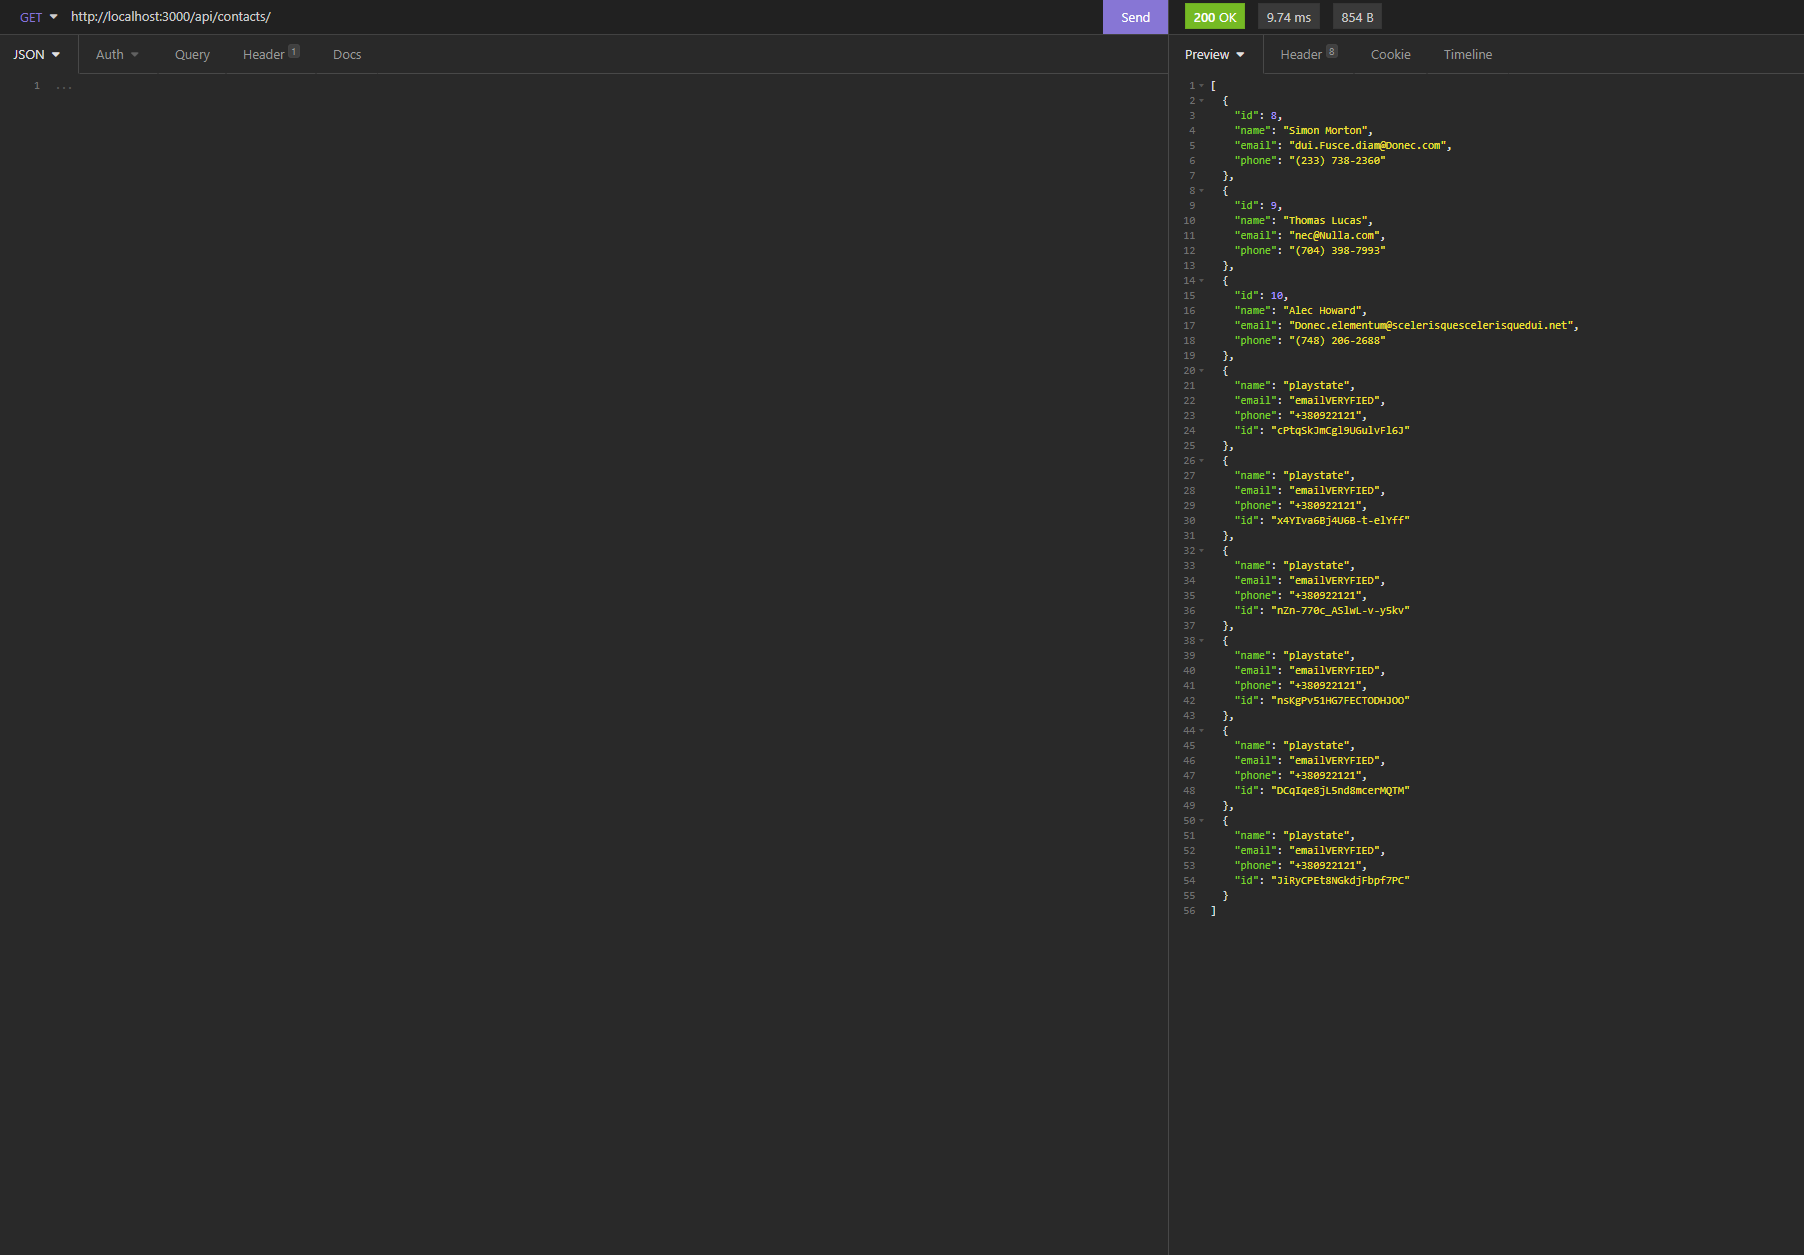 GET http://localhost:3000/api/contacts/ Send 200 OK 9.74 ms 854 B
JSON Auth Query Header 1 Docs
1 ...
Preview Header 8 Cookie Timeline
1 [
2 {
3 "id": 8,
4 "name": "Simon Morton",
5 "email": "dui.Fusce.diam@Donec.com",
6 "phone": "(233) 738-2360"
7 },
8 {
9 "id": 9,
10 "name": "Thomas Lucas",
11 "email": "nec@Nulla.com",
12 "phone": "(704) 398-7993"
13 },
14 {
15 "id": 10,
16 "name": "Alec Howard",
17 "email": "Donec.elementum@scelerisquescelerisquedui.net",
18 "phone": "(748) 206-2688"
19 },
20 {
21 "name": "playstate",
22 "email": "emailVERYFIED",
23 "phone": "+380922121",
24 "id": "cPtqSkJmCgl9UGulvFl6J"
25 },
26 {
27 "name": "playstate",
28 "email": "emailVERYFIED",
29 "phone": "+380922121",
30 "id": "x4YIva6Bj4U6B-t-elYff"
31 },
32 {
33 "name": "playstate",
34 "email": "emailVERYFIED",
35 "phone": "+380922121",
36 "id": "nZn-770c_ASlwL-v-y5kv"
37 },
38 {
39 "name": "playstate",
40 "email": "emailVERYFIED",
41 "phone": "+380922121",
42 "id": "nsKgPv51HG7FECTODHJOO"
43 },
44 {
45 "name": "playstate",
46 "email": "emailVERYFIED",
47 "phone": "+380922121",
48 "id": "DCqIqe8jL5nd8mcerMQTM"
49 },
50 {
51 "name": "playstate",
52 "email": "emailVERYFIED",
53 "phone": "+380922121",
54 "id": "JiRyCPEt8NGkdjFbpf7PC"
55 }
56 ]